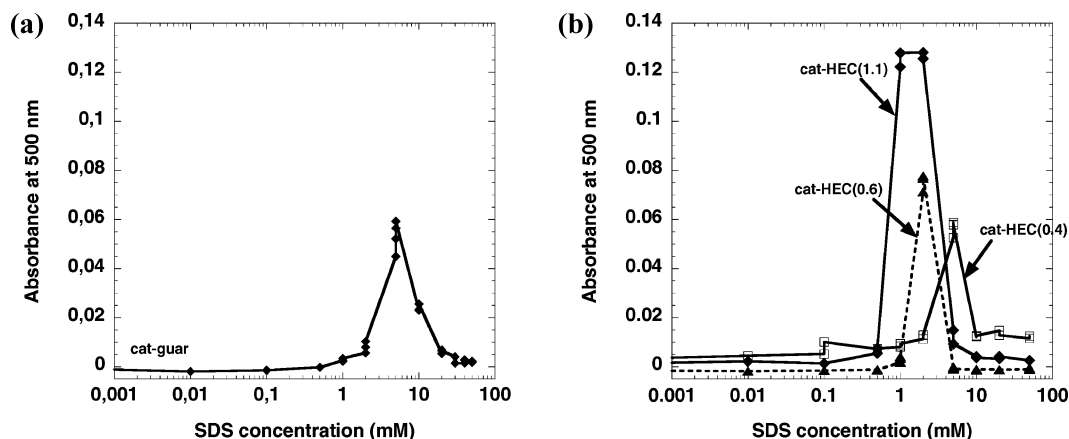 (a)
Absorbance at 500 nm
0,14
0,12
0,1
0,08
0,06
0,04
0,02
0
cat-guar
0,001 0,01 0,1 1 10 100
SDS concentration (mM)
(b)
Absorbance at 500 nm
0.14
0.12
0.1
0.08
0.06
0.04
0.02
0
cat-HEC(1.1)
cat-HEC(0.6)
cat-HEC(0.4)
0.001 0.01 0.1 1 10 100
SDS concentration (mM)